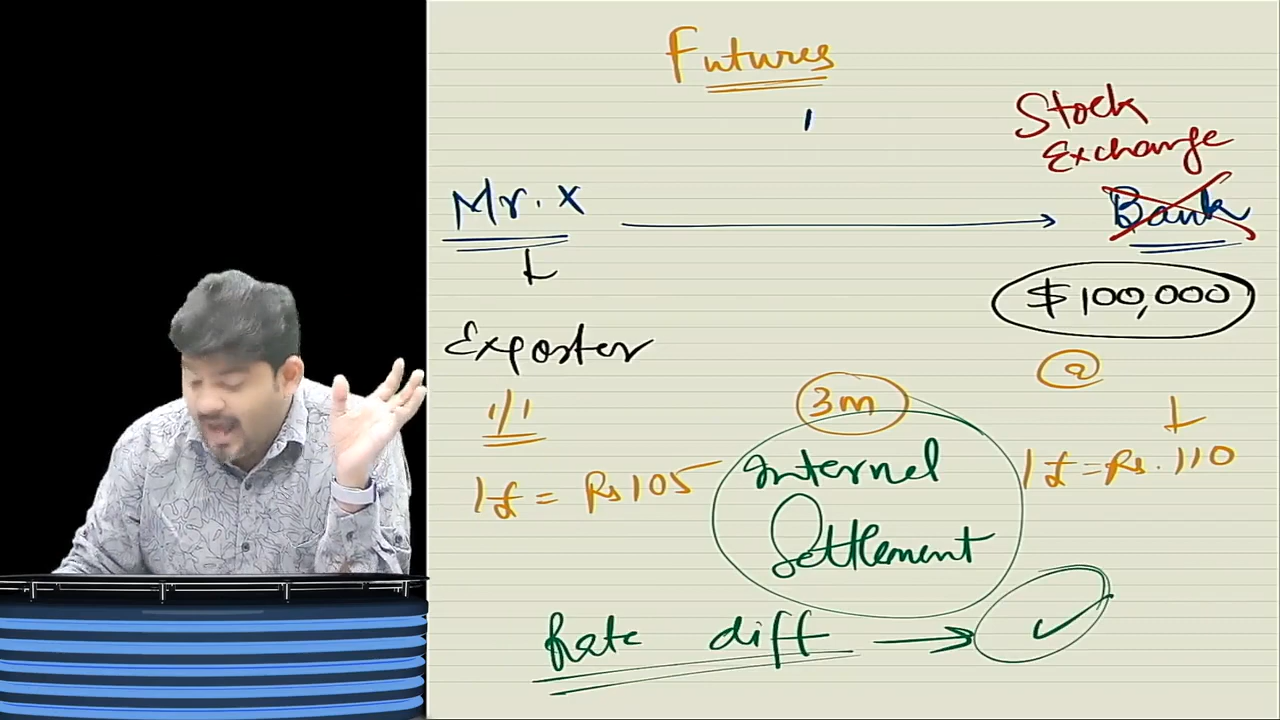 Futures
Stock
Exchange
Mr. X
Bank
$100,000
Exporter
@
3m
1/1
1£ = Rs 105
1£ = Rs. 110
Internel
Settlement
Rate diff